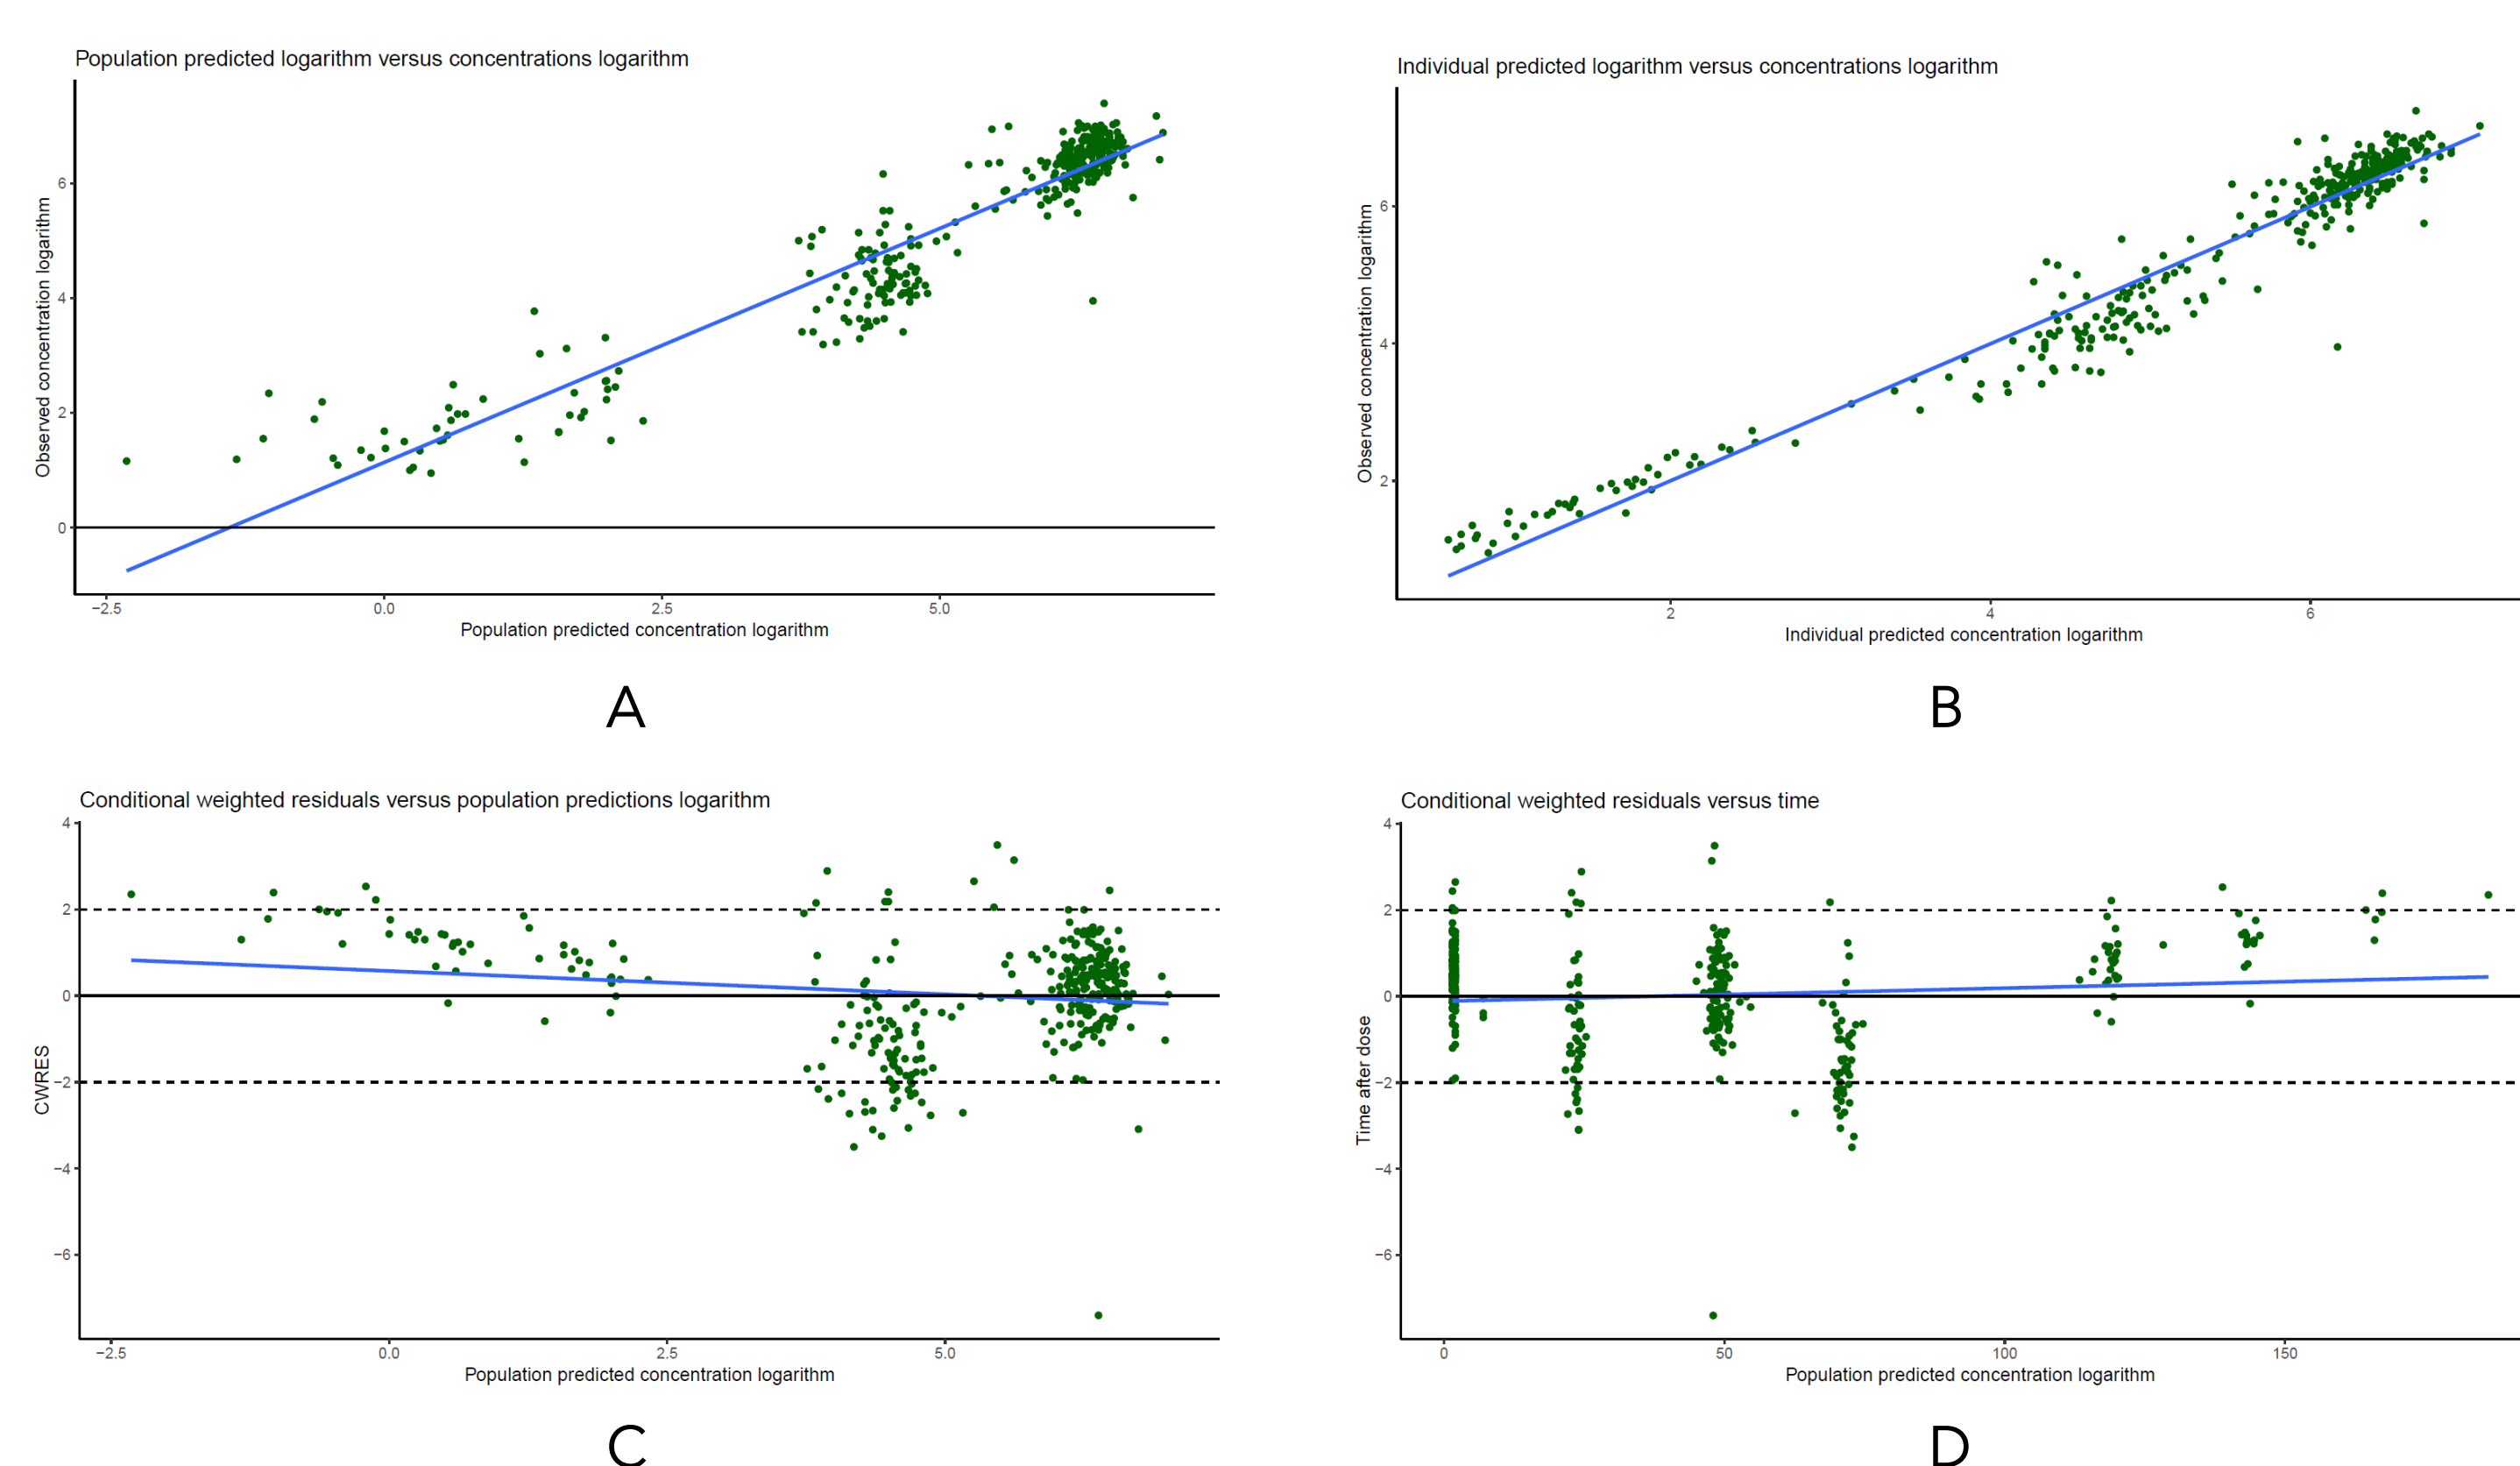 Population predicted logarithm versus concentrations logarithm
Observed concentration logarithm
6
4
2
0
−2.5
0.0
2.5
5.0
Population predicted concentration logarithm
A
Individual predicted logarithm versus concentrations logarithm
Observed concentration logarithm
6
4
2
2
4
6
Individual predicted concentration logarithm
B
Conditional weighted residuals versus population predictions logarithm
CWRES
4
2
0
−2
−4
−6
−2.5
0.0
2.5
5.0
Population predicted concentration logarithm
C
Conditional weighted residuals versus time
Time after dose
4
2
0
−2
−4
−6
0
50
100
150
Population predicted concentration logarithm
D